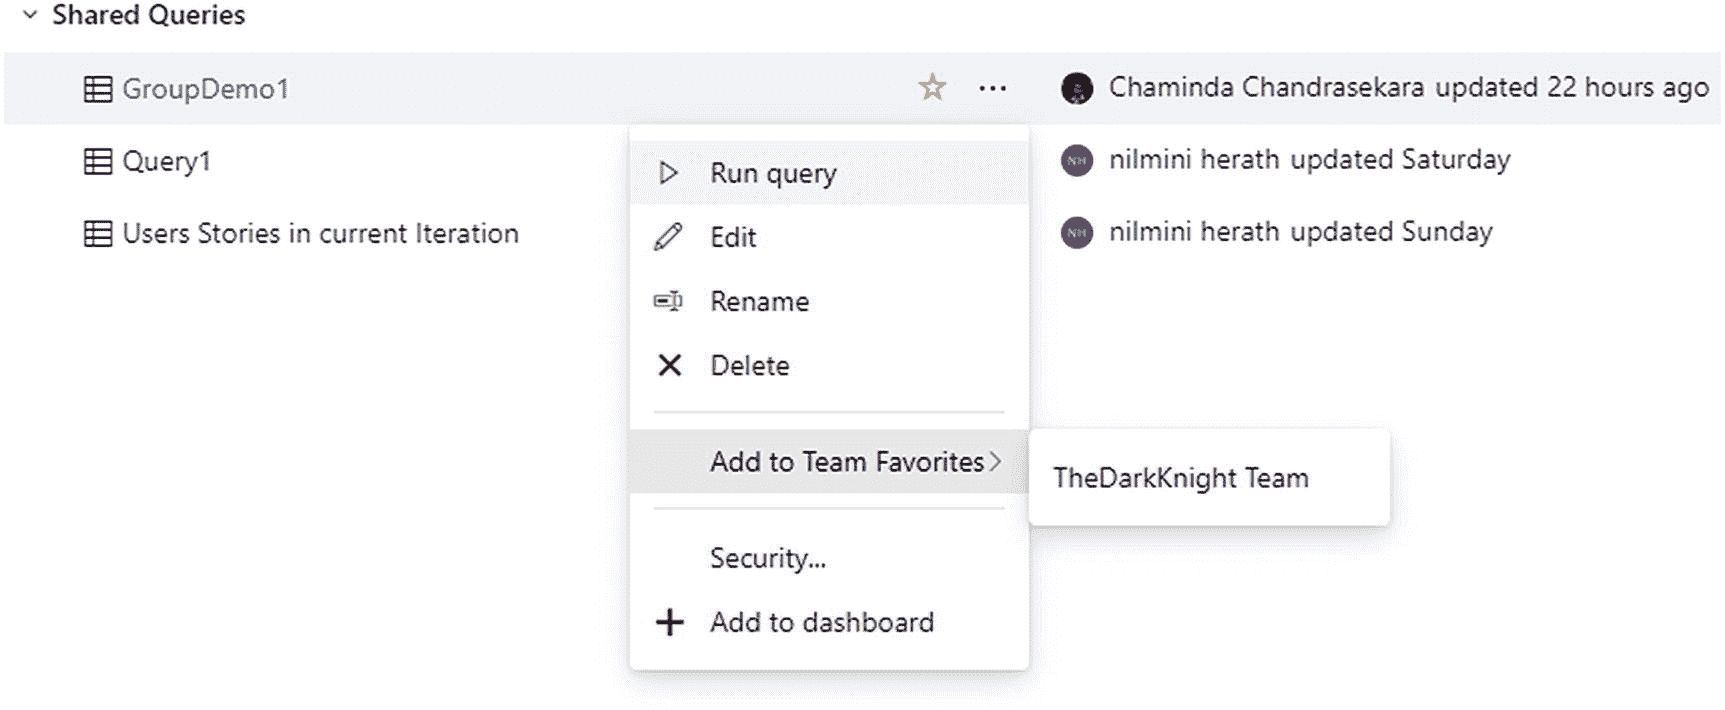 Shared Queries
GroupDemo1 ... Chaminda Chandrasekara updated 22 hours ago
Query1 NH nilmini herath updated Saturday
Users Stories in current Iteration NH nilmini herath updated Sunday
Run query
Edit
Rename
Delete
Add to Team Favorites
TheDarkKnight Team
Security...
Add to dashboard